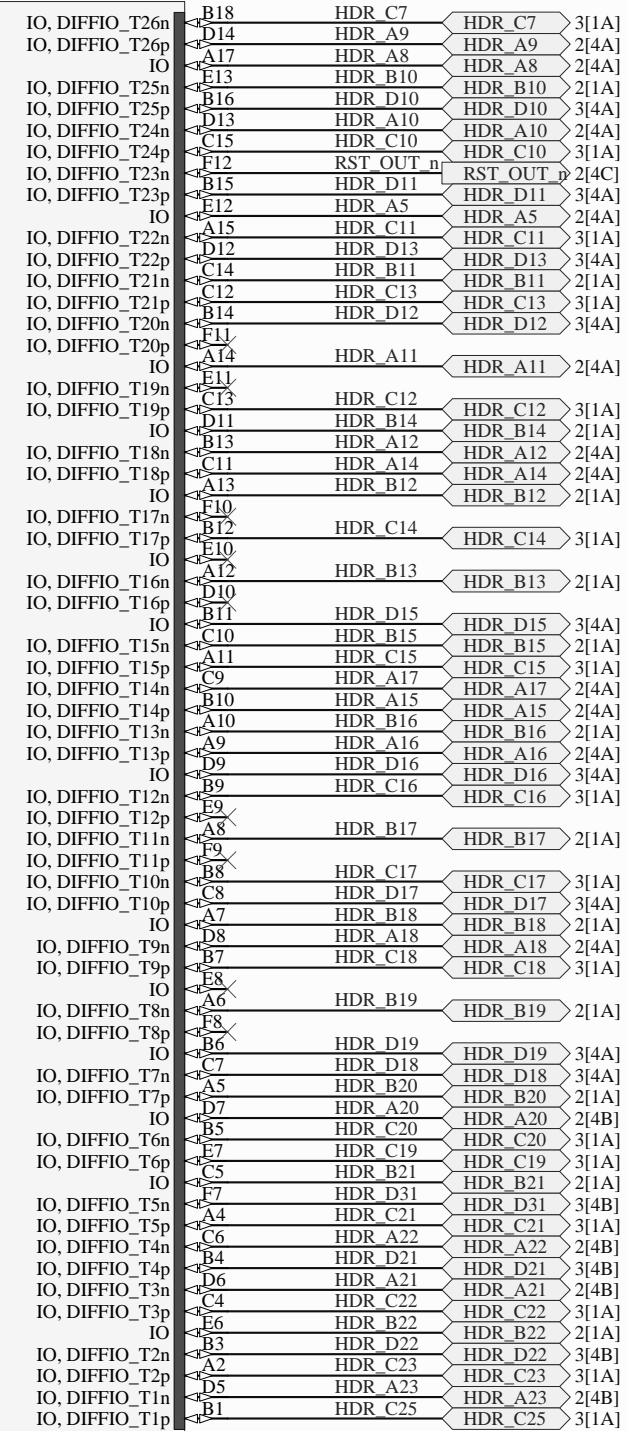 IO, DIFFIO_T26n B18 HDR_C7 HDR_C7 3[1A]
IO, DIFFIO_T26p D14 HDR_A9 HDR_A9 2[4A]
IO A17 HDR_A8 HDR_A8 2[4A]
IO, DIFFIO_T25n E13 HDR_B10 HDR_B10 2[1A]
IO, DIFFIO_T25p B16 HDR_D10 HDR_D10 3[4A]
IO, DIFFIO_T24n D13 HDR_A10 HDR_A10 2[4A]
IO, DIFFIO_T24p C15 HDR_C10 HDR_C10 3[1A]
IO, DIFFIO_T23n F12 RST_OUT_n RST_OUT_n 2[4C]
IO, DIFFIO_T23p B15 HDR_D11 HDR_D11 3[4A]
IO E12 HDR_A5 HDR_A5 2[4A]
IO, DIFFIO_T22n A15 HDR_C11 HDR_C11 3[1A]
IO, DIFFIO_T22p D12 HDR_D13 HDR_D13 3[4A]
IO, DIFFIO_T21n C14 HDR_B11 HDR_B11 2[1A]
IO, DIFFIO_T21p C12 HDR_C13 HDR_C13 3[1A]
IO, DIFFIO_T20n B14 HDR_D12 HDR_D12 3[4A]
IO, DIFFIO_T20p F11
IO A14 HDR_A11 HDR_A11 2[4A]
IO, DIFFIO_T19n E11
IO, DIFFIO_T19p C13 HDR_C12 HDR_C12 3[1A]
IO D11 HDR_B14 HDR_B14 2[1A]
IO, DIFFIO_T18n B13 HDR_A12 HDR_A12 2[4A]
IO, DIFFIO_T18p C11 HDR_A14 HDR_A14 2[4A]
IO A13 HDR_B12 HDR_B12 2[1A]
IO, DIFFIO_T17n F10
IO, DIFFIO_T17p B12 HDR_C14 HDR_C14 3[1A]
IO E10
IO, DIFFIO_T16n A12 HDR_B13 HDR_B13 2[1A]
IO, DIFFIO_T16p D10
IO B11 HDR_D15 HDR_D15 3[4A]
IO, DIFFIO_T15n C10 HDR_B15 HDR_B15 2[1A]
IO, DIFFIO_T15p A11 HDR_C15 HDR_C15 3[1A]
IO, DIFFIO_T14n C9 HDR_A17 HDR_A17 2[4A]
IO, DIFFIO_T14p B10 HDR_A15 HDR_A15 2[4A]
IO, DIFFIO_T13n A10 HDR_B16 HDR_B16 2[1A]
IO, DIFFIO_T13p A9 HDR_A16 HDR_A16 2[4A]
IO D9 HDR_D16 HDR_D16 3[4A]
IO, DIFFIO_T12n B9 HDR_C16 HDR_C16 3[1A]
IO, DIFFIO_T12p E9
IO, DIFFIO_T11n A8 HDR_B17 HDR_B17 2[1A]
IO, DIFFIO_T11p F9
IO, DIFFIO_T10n B8 HDR_C17 HDR_C17 3[1A]
IO, DIFFIO_T10p C8 HDR_D17 HDR_D17 3[4A]
IO A7 HDR_B18 HDR_B18 2[1A]
IO, DIFFIO_T9n D8 HDR_A18 HDR_A18 2[4A]
IO, DIFFIO_T9p B7 HDR_C18 HDR_C18 3[1A]
IO E8
IO, DIFFIO_T8n A6 HDR_B19 HDR_B19 2[1A]
IO, DIFFIO_T8p F8
IO B6 HDR_D19 HDR_D19 3[4A]
IO, DIFFIO_T7n C7 HDR_D18 HDR_D18 3[4A]
IO, DIFFIO_T7p A5 HDR_B20 HDR_B20 2[1A]
IO D7 HDR_A20 HDR_A20 2[4B]
IO, DIFFIO_T6n B5 HDR_C20 HDR_C20 3[1A]
IO, DIFFIO_T6p E7 HDR_C19 HDR_C19 3[1A]
IO C5 HDR_B21 HDR_B21 2[1A]
IO, DIFFIO_T5n F7 HDR_D31 HDR_D31 3[4B]
IO, DIFFIO_T5p A4 HDR_C21 HDR_C21 3[1A]
IO, DIFFIO_T4n C6 HDR_A22 HDR_A22 2[4B]
IO, DIFFIO_T4p B4 HDR_D21 HDR_D21 3[4B]
IO, DIFFIO_T3n D6 HDR_A21 HDR_A21 2[4B]
IO, DIFFIO_T3p C4 HDR_C22 HDR_C22 3[1A]
IO E6 HDR_B22 HDR_B22 2[1A]
IO, DIFFIO_T2n B3 HDR_D22 HDR_D22 3[4B]
IO, DIFFIO_T2p A2 HDR_C23 HDR_C23 3[1A]
IO, DIFFIO_T1n D5 HDR_A23 HDR_A23 2[4B]
IO, DIFFIO_T1p B1 HDR_C25 HDR_C25 3[1A]